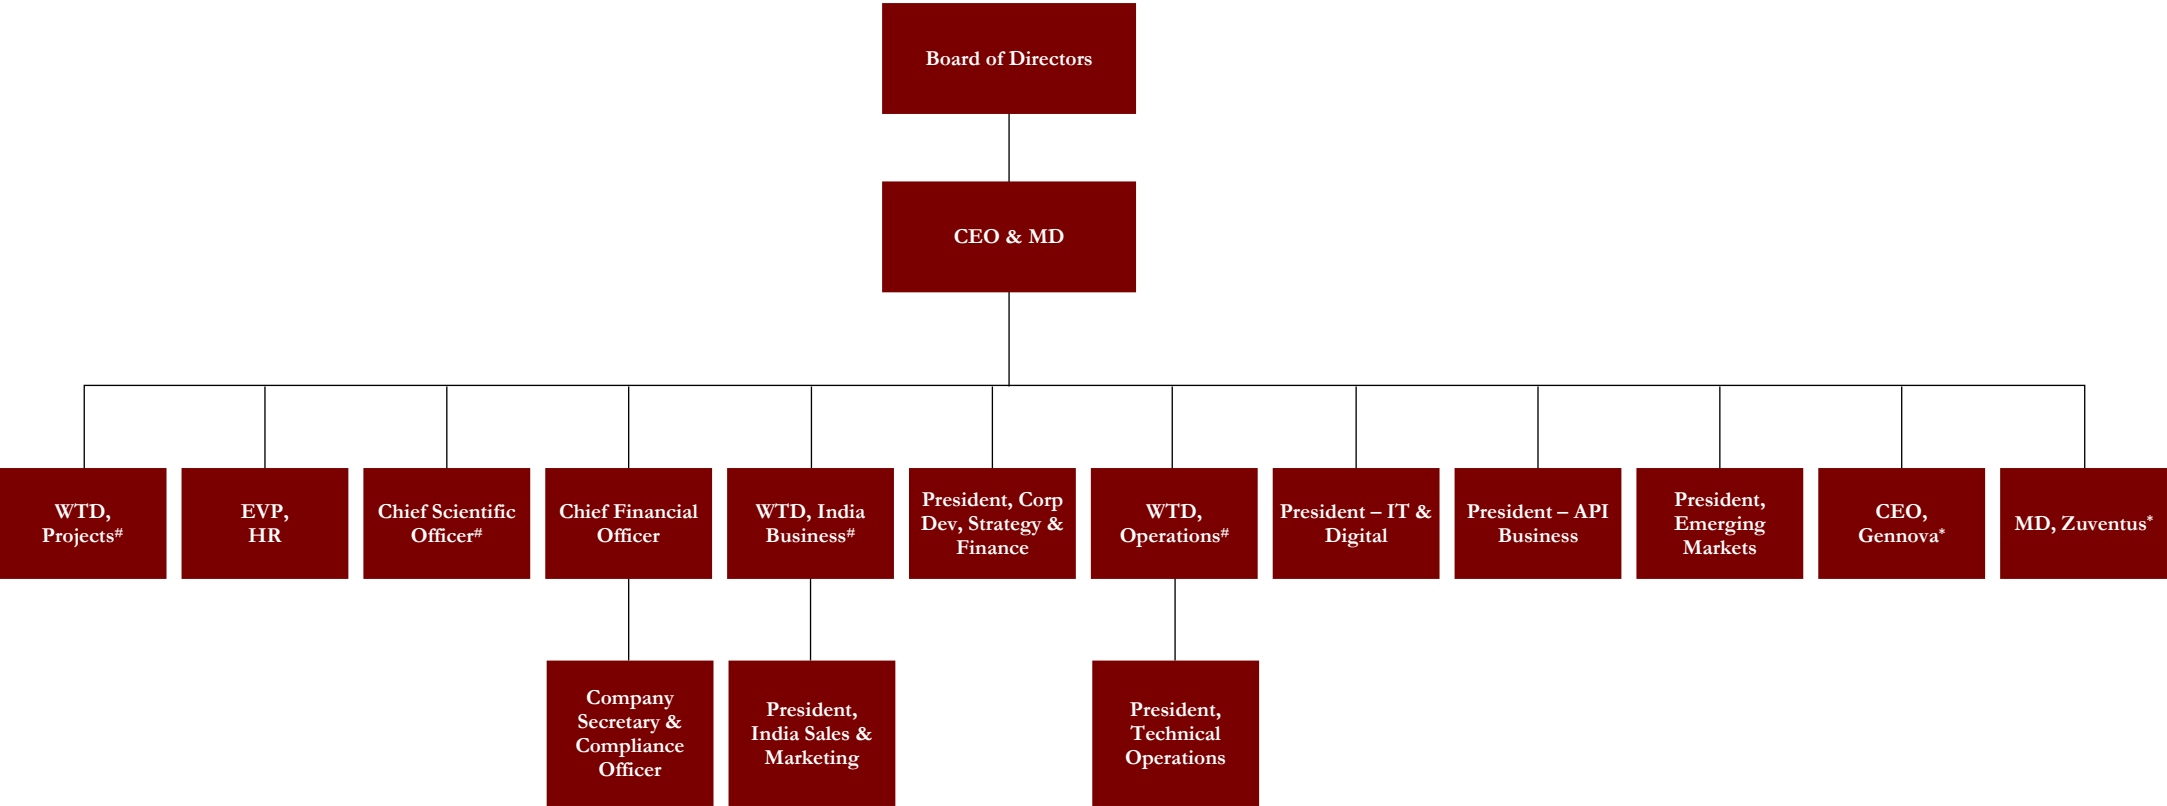 Board of Directors
CEO & MD
WTD,
Projects#
EVP,
HR
Chief Scientific
Officer#
Chief Financial
Officer
WTD, India
Business#
President, Corp
Dev, Strategy &
Finance
WTD,
Operations#
President – IT &
Digital
President – API
Business
President,
Emerging
Markets
CEO,
Gennova*
MD, Zuventus*
Company
Secretary &
Compliance
Officer
President,
India Sales &
Marketing
President,
Technical
Operations